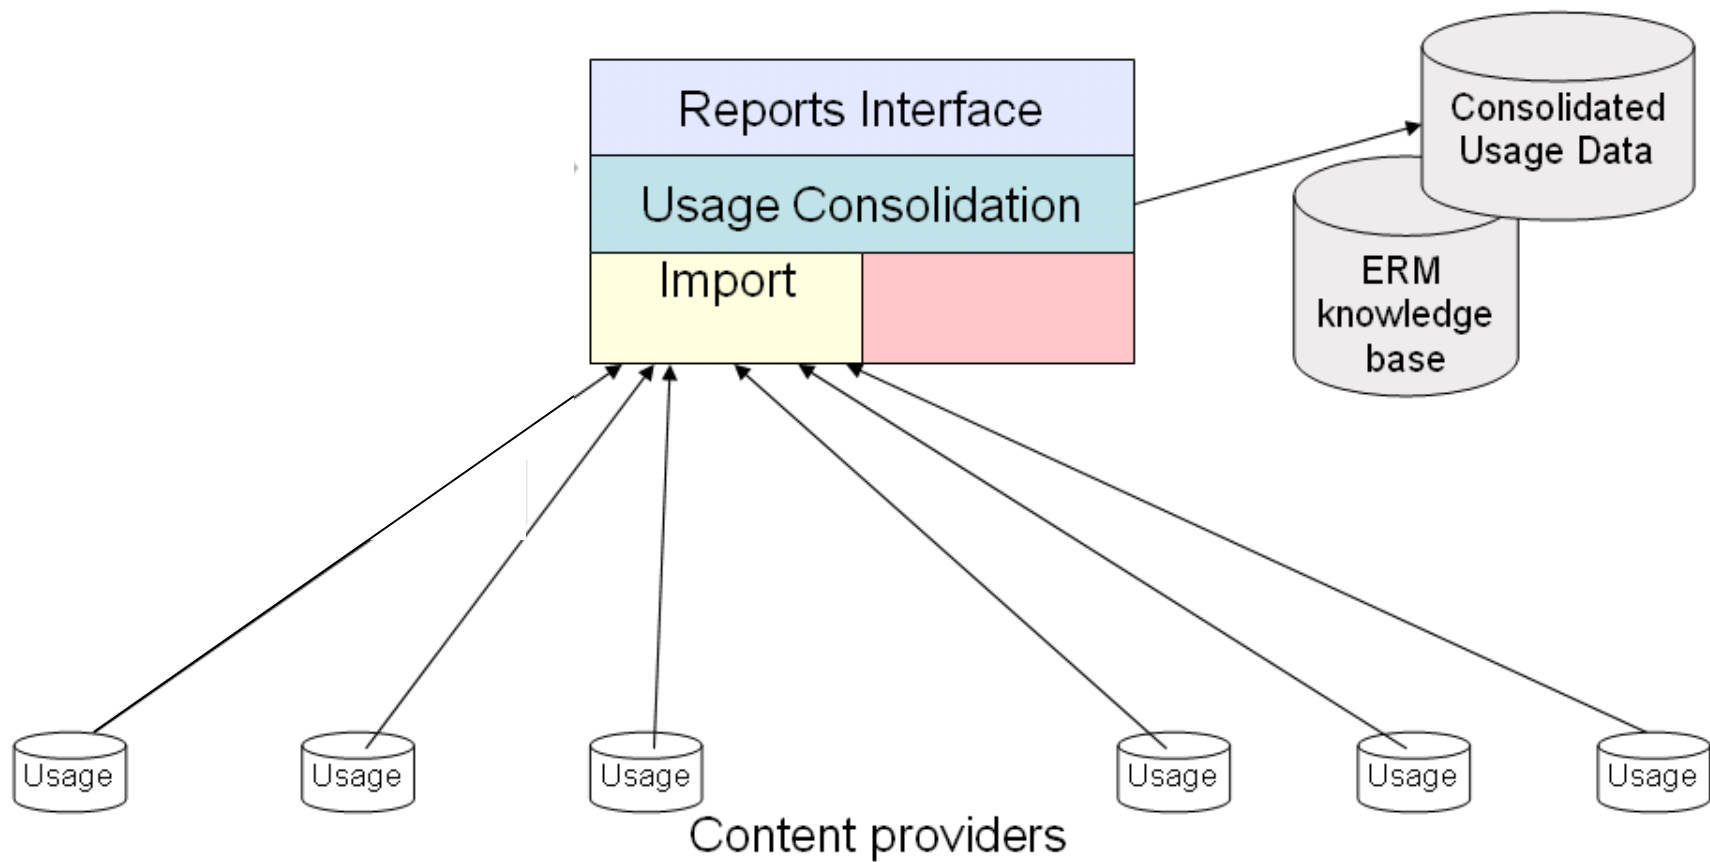 Reports Interface
Usage Consolidation
Import
Consolidated
Usage Data
ERM
knowledge
base
Usage
Usage
Usage
Usage
Usage
Usage
Content providers